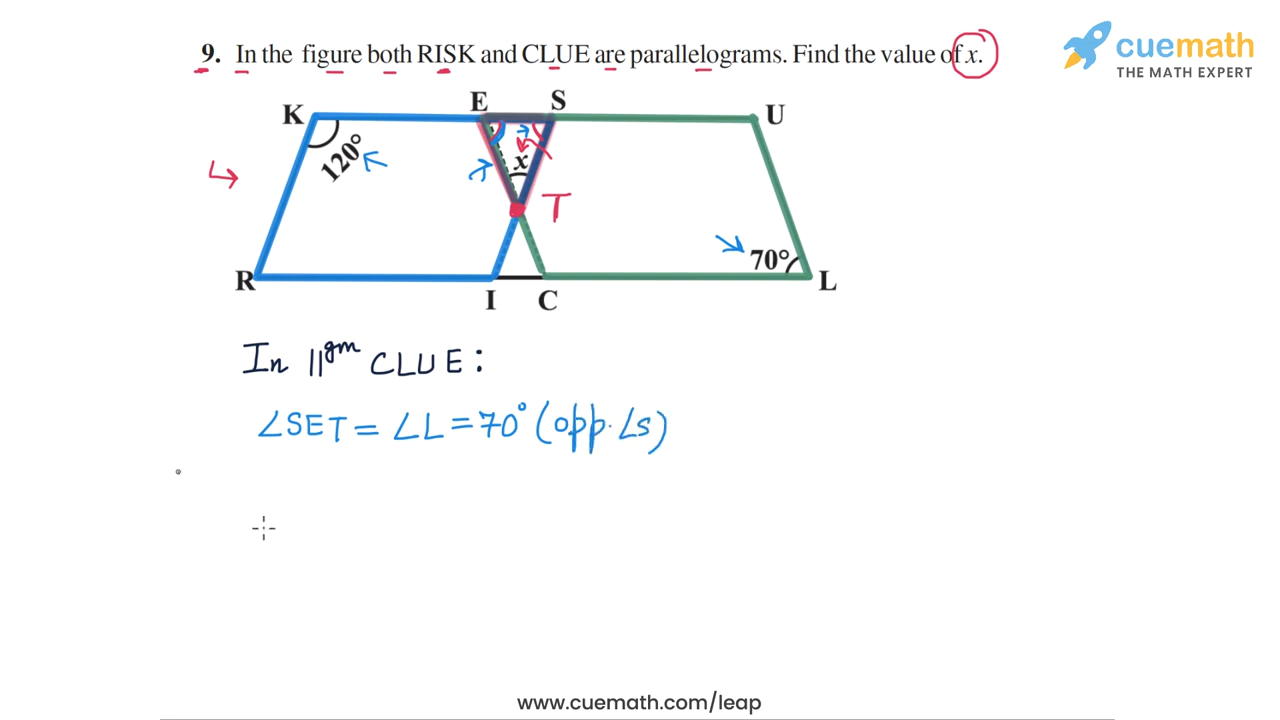 9. In the figure both RISK and CLUE are parallelograms. Find the value of x.
cuemath
THE MATH EXPERT
K E S U
120°
x
T
70°
R I C L
In ||gm CLUE:
∠SET = ∠L = 70° (opp. ∠s)
www.cuemath.com/leap